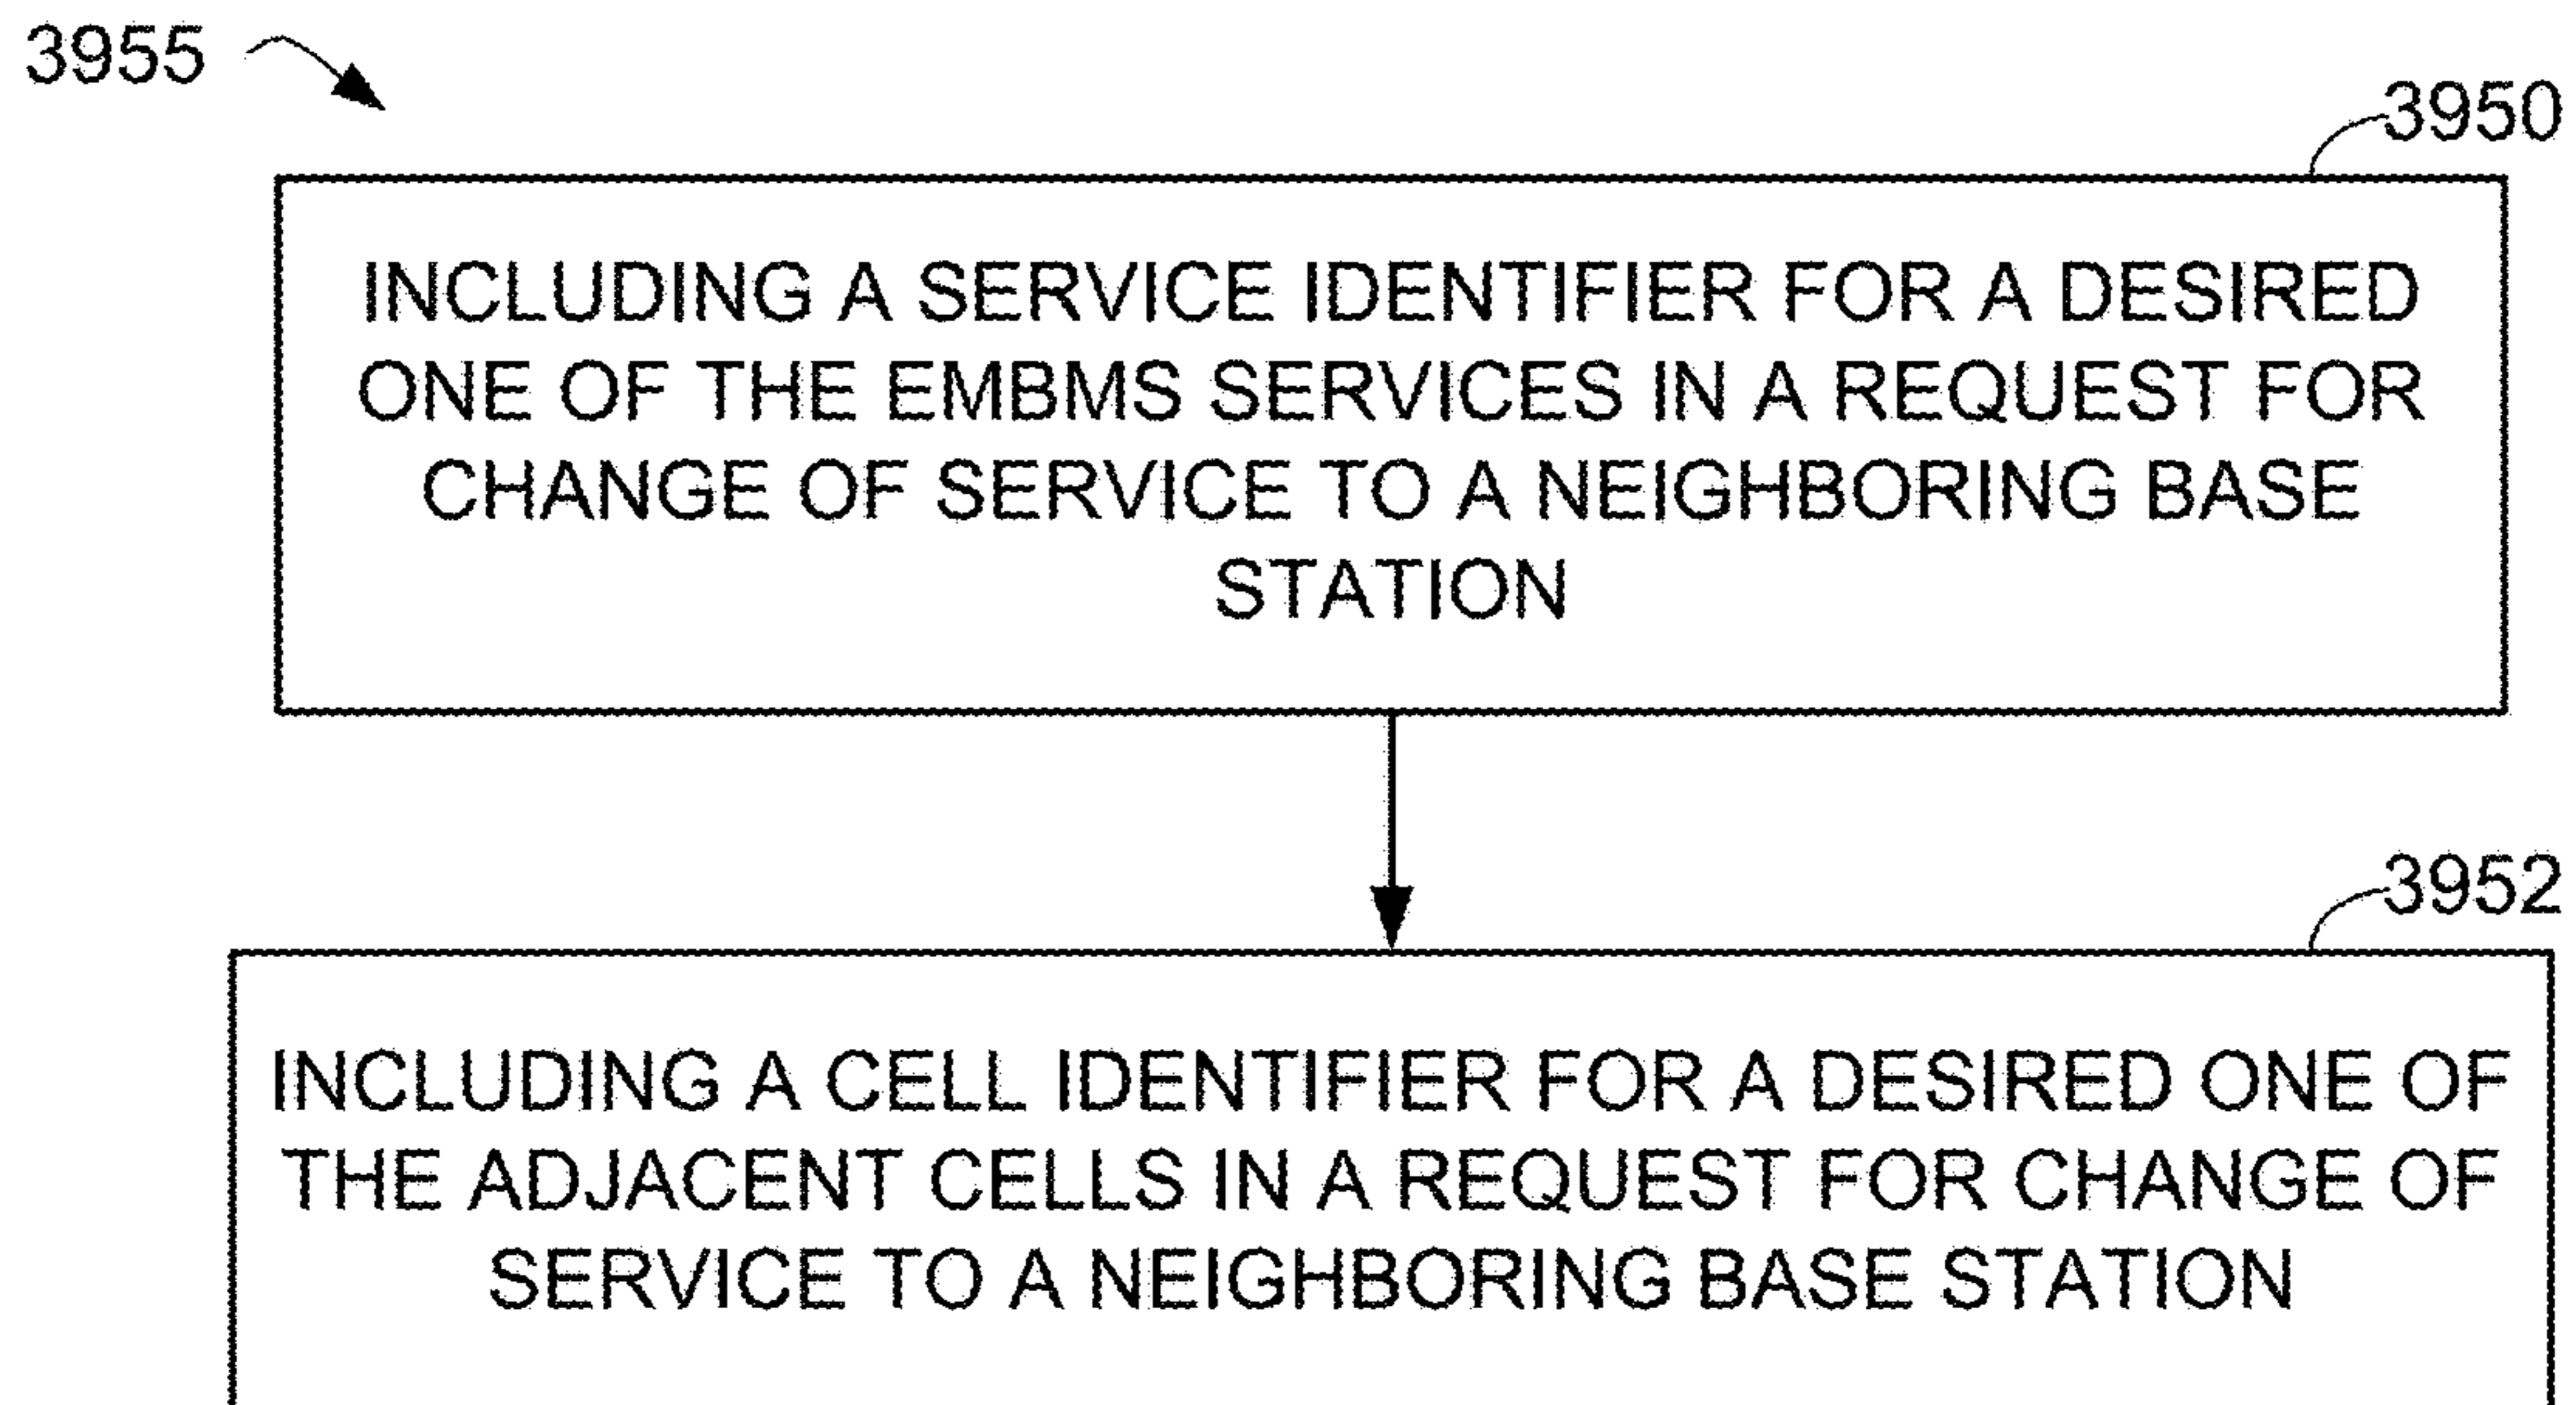 3955
3950
INCLUDING A SERVICE IDENTIFIER FOR A DESIRED
ONE OF THE EMBMS SERVICES IN A REQUEST FOR
CHANGE OF SERVICE TO A NEIGHBORING BASE
STATION
3952
INCLUDING A CELL IDENTIFIER FOR A DESIRED ONE OF
THE ADJACENT CELLS IN A REQUEST FOR CHANGE OF
SERVICE TO A NEIGHBORING BASE STATION